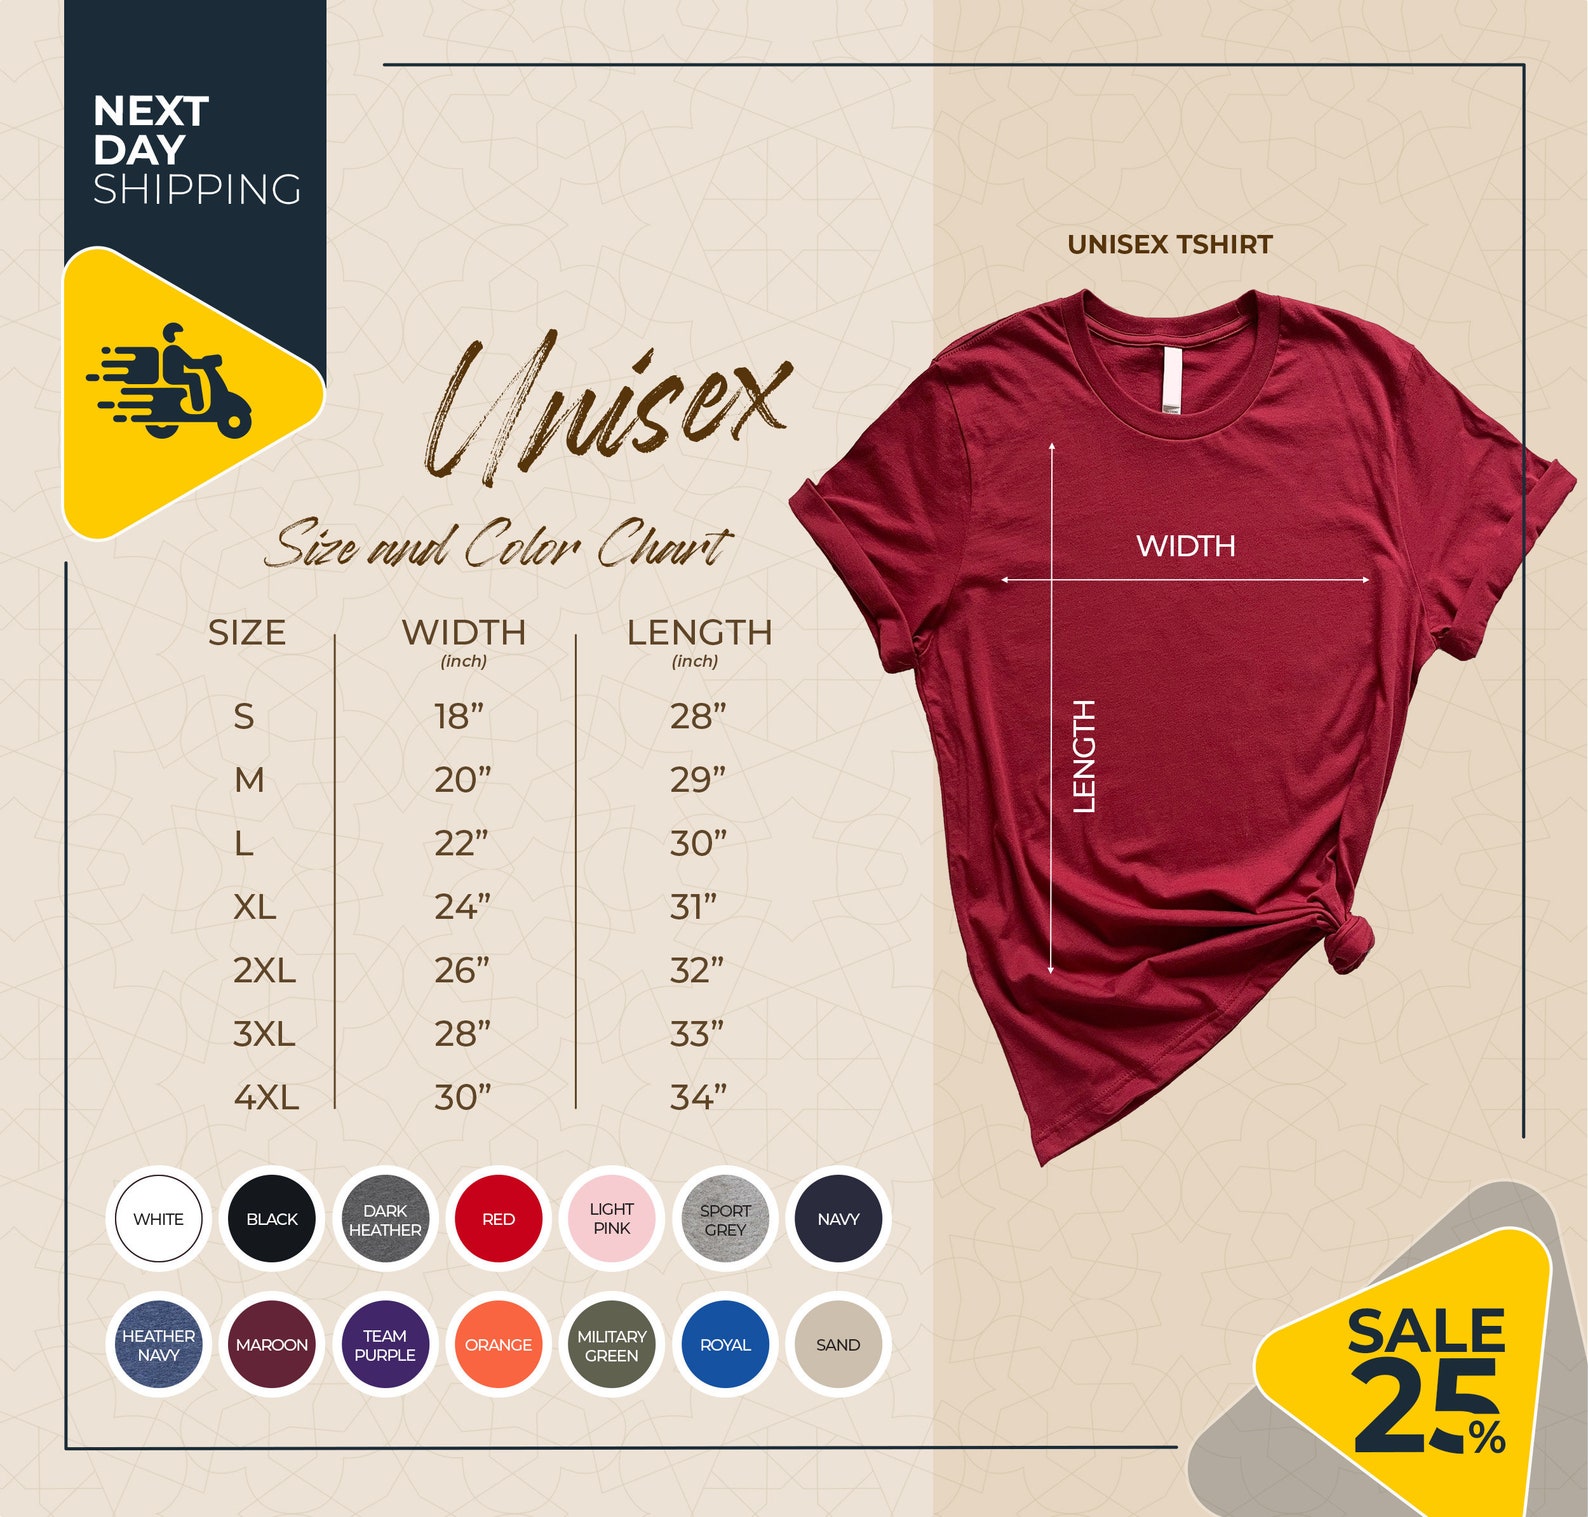 NEXT
DAY
SHIPPING
UNISEX TSHIRT
Unisex
Size and Color Chart
SIZE WIDTH LENGTH
(inch) (inch)
S 18” 28”
M 20” 29”
L 22” 30”
XL 24” 31”
2XL 26” 32”
3XL 28” 33”
4XL 30” 34”
WIDTH
LENGTH
WHITE
BLACK
DARK
HEATHER
RED
LIGHT
PINK
SPORT
GREY
NAVY
HEATHER
NAVY
MAROON
TEAM
PURPLE
ORANGE
MILITARY
GREEN
ROYAL
SAND
SALE
25%